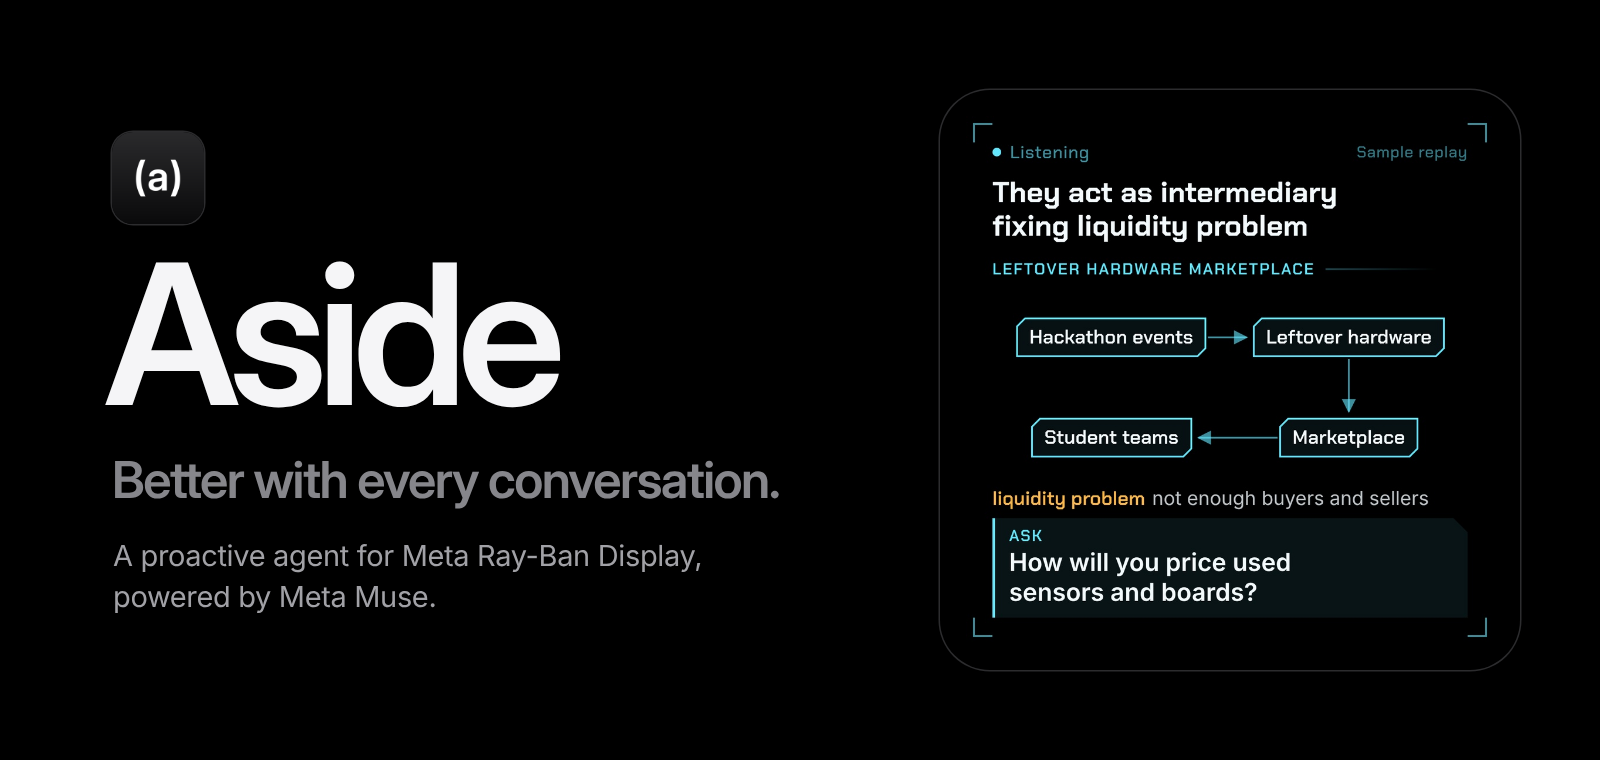 (a)
Aside
Better with every conversation.
A proactive agent for Meta Ray-Ban Display,
powered by Meta Muse.
Listening
Sample replay
They act as intermediary
fixing liquidity problem
LEFTOVER HARDWARE MARKETPLACE
Hackathon events
Leftover hardware
Student teams
Marketplace
liquidity problem not enough buyers and sellers
ASK
How will you price used
sensors and boards?